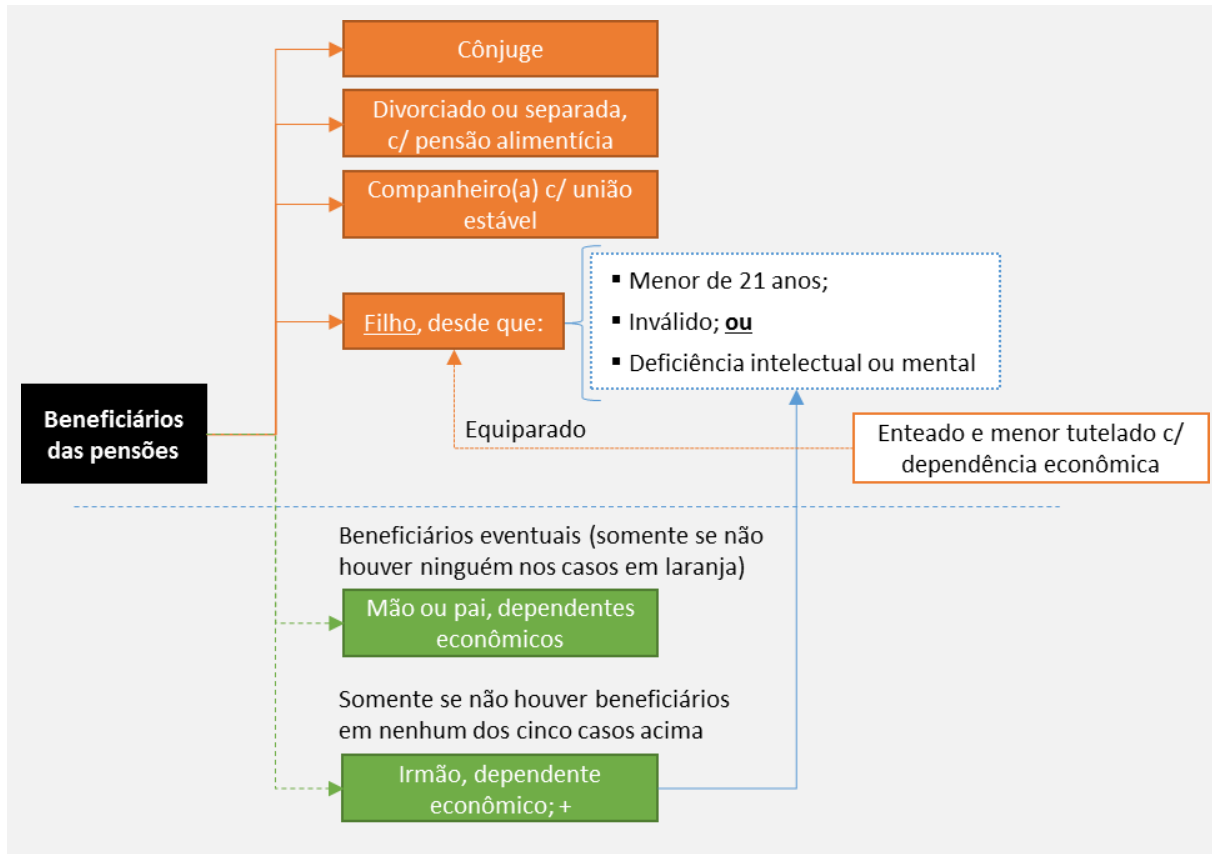 Cônjuge
Divorciado ou separada,
c/ pensão alimentícia
Companheiro(a) c/ união
estável
Filho, desde que:
▪ Menor de 21 anos;
▪ Inválido; ou
▪ Deficiência intelectual ou mental
Beneficiários
das pensões
Equiparado
Enteado e menor tutelado c/
dependência econômica
Beneficiários eventuais (somente se não
houver ninguém nos casos em laranja)
Mão ou pai, dependentes
econômicos
Somente se não houver beneficiários
em nenhum dos cinco casos acima
Irmão, dependente
econômico; +